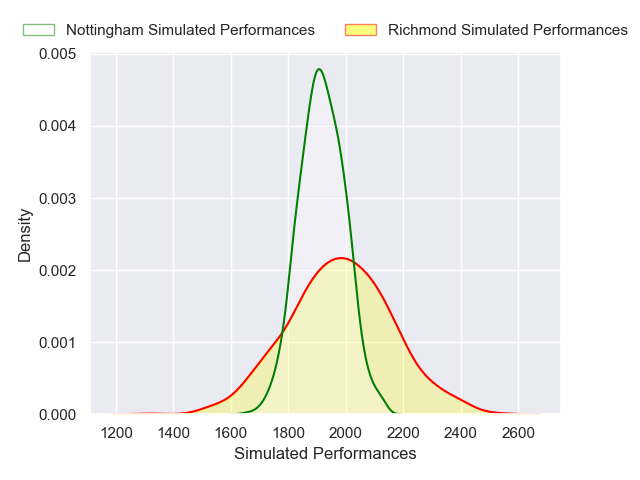 Nottingham Simulated Performances Richmond Simulated Performances
0.005
0.004
0.003
0.002
0.001
0.000
Density
1200 1400 1600 1800 2000 2200 2400 2600
Simulated Performances